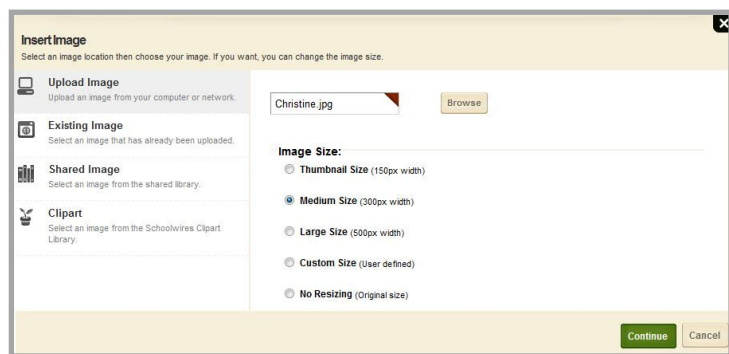 Insert Image
Select an image location then choose your image. If you want, you can change the image size.
Upload Image
Upload an image from your computer or network.
Existing Image
Select an image that has already been uploaded.
Shared Image
Select an image from the shared library.
Clipart
Select an image from the Schoolwires Clipart
Library.
Christine.jpg
Browse
Image Size:
Thumbnail Size (150px width)
Medium Size (300px width)
Large Size (500px width)
Custom Size (User defined)
No Resizing (Original size)
Continue
Cancel